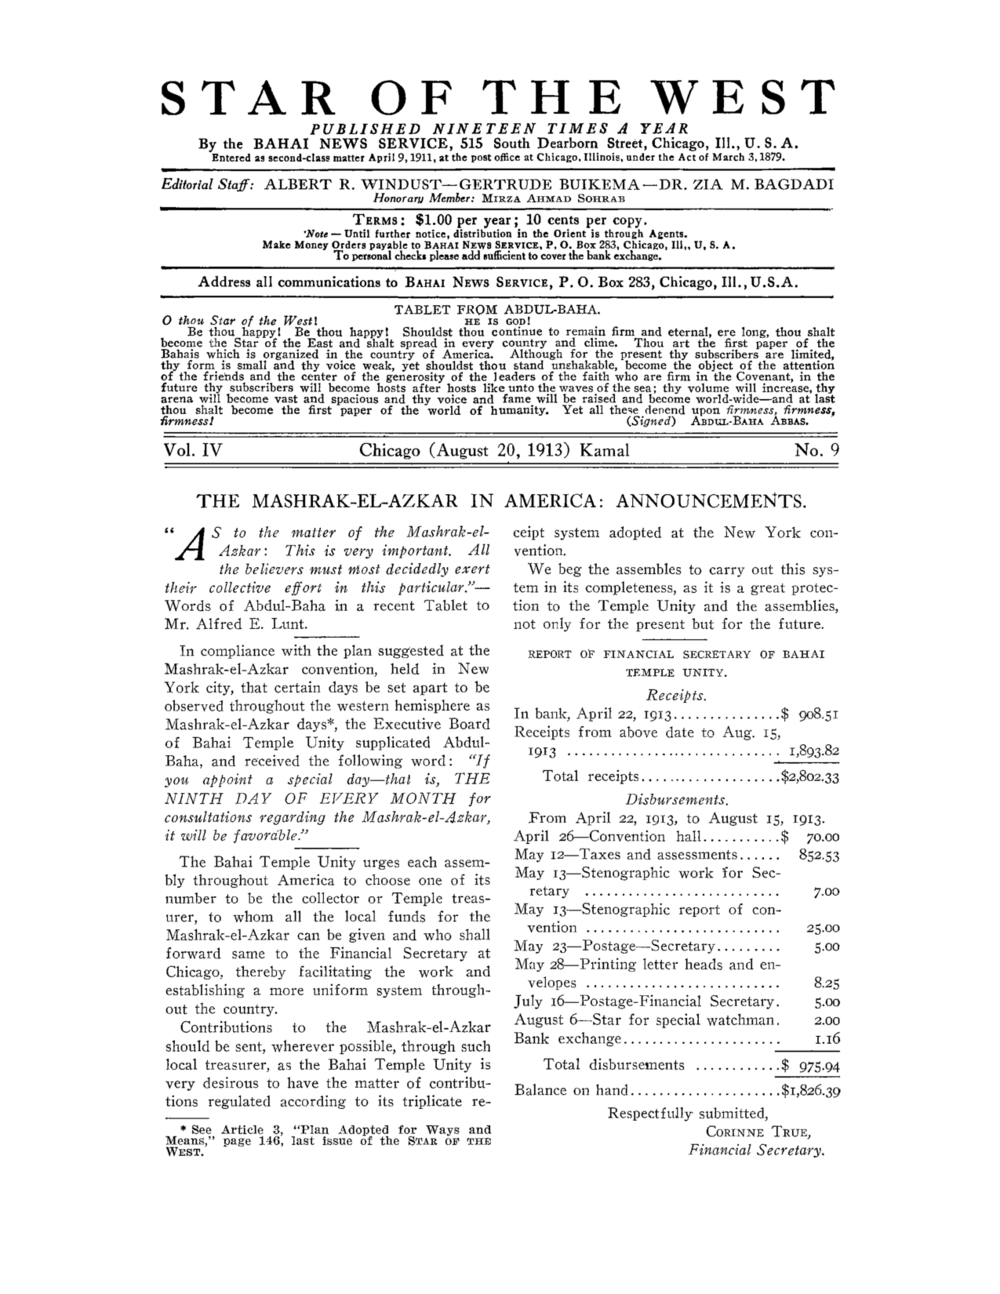 STAR OF THE WEST
PUBLISHED NINETEEN TIMES A YEAR
By the BAHAI NEWS SERVICE, 515 South Dearborn Street, Chicago, Ill., U. S. A.
Entered as second-class matter April 9, 1911, at the post office at Chicago, Illinois, under the Act of March 3, 1879.
Editorial Staff: ALBERT R. WINDUST—GERTRUDE BUIKEMA—DR. ZIA M. BAGDADI
Honorary Member: MIRZA AHMAD SOHRAB
TERMS: $1.00 per year; 10 cents per copy.
'Note — Until further notice, distribution in the Orient is through Agents.
Make Money Orders payable to BAHAI NEWS SERVICE, P. O. Box 283, Chicago, Ill,, U, S. A.
To personal checks please add sufficient to cover the bank exchange.
Address all communications to BAHAI NEWS SERVICE, P. O. Box 283, Chicago, Ill., U.S.A.
TABLET FROM ABDUL-BAHA.
O thou Star of the West! HE IS GOD!
Be thou happy! Be thou happy! Shouldst thou continue to remain firm and eternal, ere long, thou shalt
become the Star of the East and shalt spread in every country and clime. Thou art the first paper of the
Bahais which is organized in the country of America. Although for the present thy subscribers are limited,
thy form is small and thy voice weak, yet shouldst thou stand unshakable, become the object of the attention
of the friends and the center of the generosity of the leaders of the faith who are firm in the Covenant, in the
future thy subscribers will become hosts after hosts like unto the waves of the sea; thy volume will increase, thy
arena will become vast and spacious and thy voice and fame will be raised and become world-wide—and at last
thou shalt become the first paper of the world of humanity. Yet all these denend upon firmness, firmness,
firmness! (Signed) ABDUL-BAHA ABBAS.
Vol. IV Chicago (August 20, 1913) Kamal No. 9
THE MASHRAK-EL-AZKAR IN AMERICA: ANNOUNCEMENTS.
"AS to the matter of the Mashrak-el-
Azkar: This is very important. All
the believers must most decidedly exert
their collective effort in this particular."—
Words of Abdul-Baha in a recent Tablet to
Mr. Alfred E. Lunt.
In compliance with the plan suggested at the
Mashrak-el-Azkar convention, held in New
York city, that certain days be set apart to be
observed throughout the western hemisphere as
Mashrak-el-Azkar days*, the Executive Board
of Bahai Temple Unity supplicated Abdul-
Baha, and received the following word: "If
you appoint a special day—that is, THE
NINTH DAY OF EVERY MONTH for
consultations regarding the Mashrak-el-Azkar,
it will be favorable."
The Bahai Temple Unity urges each assem-
bly throughout America to choose one of its
number to be the collector or Temple treas-
urer, to whom all the local funds for the
Mashrak-el-Azkar can be given and who shall
forward same to the Financial Secretary at
Chicago, thereby facilitating the work and
establishing a more uniform system through-
out the country.
Contributions to the Mashrak-el-Azkar
should be sent, wherever possible, through such
local treasurer, as the Bahai Temple Unity is
very desirous to have the matter of contribu-
tions regulated according to its triplicate re-
* See Article 3, "Plan Adopted for Ways and
Means," page 146, last issue of the STAR OF THE
WEST.
ceipt system adopted at the New York con-
vention.
We beg the assembles to carry out this sys-
tem in its completeness, as it is a great protec-
tion to the Temple Unity and the assemblies,
not only for the present but for the future.
REPORT OF FINANCIAL SECRETARY OF BAHAI
TEMPLE UNITY.
Receipts.
In bank, April 22, 1913...............$ 908.51
Receipts from above date to Aug. 15,
1913 ............................. 1,893.82
Total receipts...................$2,802.33
Disbursements.
From April 22, 1913, to August 15, 1913.
April 26—Convention hall...........$ 70.00
May 12—Taxes and assessments...... 852.53
May 13—Stenographic work for Sec-
retary ........................... 7.00
May 13—Stenographic report of con-
vention ........................... 25.00
May 23—Postage—Secretary......... 5.00
May 28—Printing letter heads and en-
velopes ........................... 8.25
July 16—Postage-Financial Secretary. 5.00
August 6—Star for special watchman. 2.00
Bank exchange...................... 1.16
Total disbursements ............$ 975.94
Balance on hand.....................$1,826.39
Respectfully submitted,
CORINNE TRUE,
Financial Secretary.